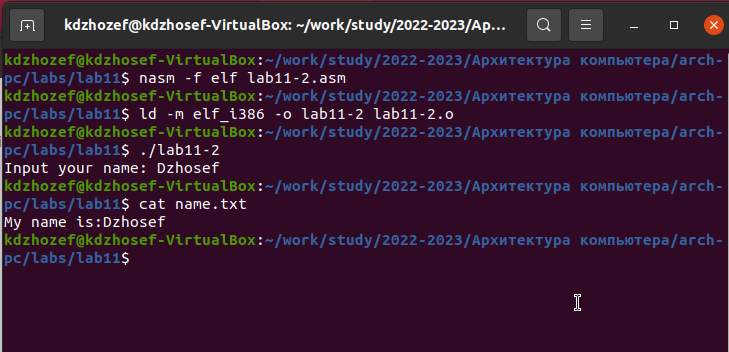 kdzhozef@kdzhosef-VirtualBox: ~/work/study/2022-2023/Ар...
kdzhozef@kdzhosef-VirtualBox:~/work/study/2022-2023/Архитектура компьютера/arch-
pc/labs/lab11$ nasm -f elf lab11-2.asm
kdzhozef@kdzhosef-VirtualBox:~/work/study/2022-2023/Архитектура компьютера/arch-
pc/labs/lab11$ ld -m elf_i386 -o lab11-2 lab11-2.o
kdzhozef@kdzhosef-VirtualBox:~/work/study/2022-2023/Архитектура компьютера/arch-
pc/labs/lab11$ ./lab11-2
Input your name: Dzhosef
kdzhozef@kdzhosef-VirtualBox:~/work/study/2022-2023/Архитектура компьютера/arch-
pc/labs/lab11$ cat name.txt
My name is:Dzhosef
kdzhozef@kdzhosef-VirtualBox:~/work/study/2022-2023/Архитектура компьютера/arch-
pc/labs/lab11$